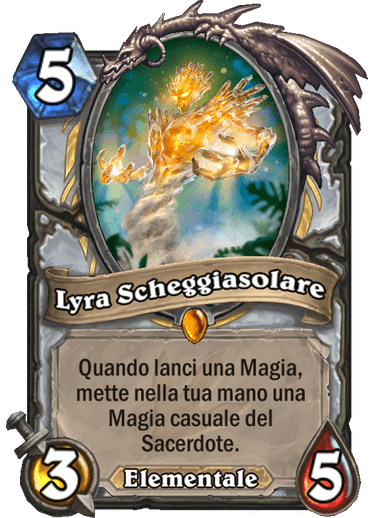 5
Lyra Scheggiasolare
Quando lanci una Magia,
mette nella tua mano una
Magia casuale del
Sacerdote.
3
Elementale
5